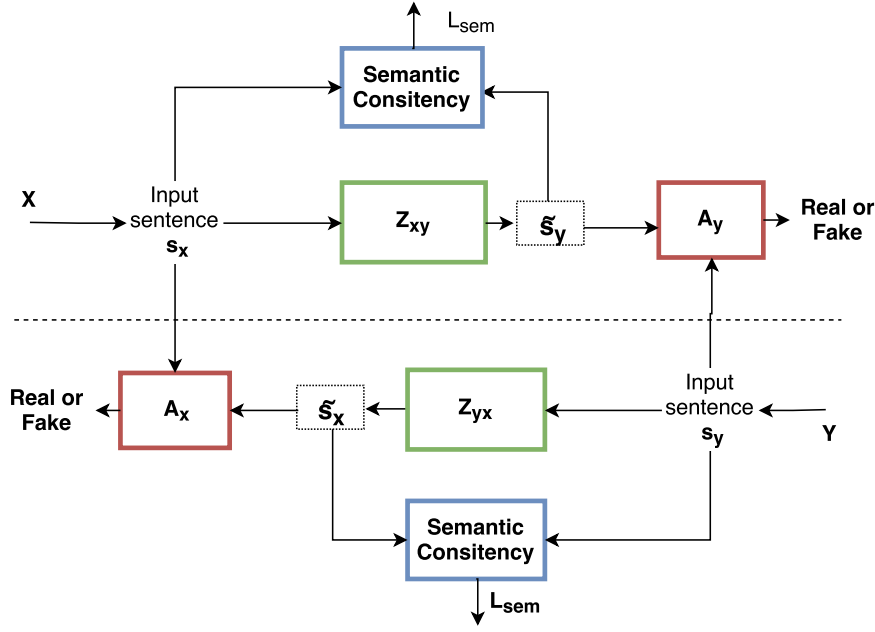 L_sem
Semantic
Consitency
X
Input
sentence
s_x
Z_xy
s̃_y
A_y
Real or
Fake
Real or
Fake
A_x
s̃_x
Z_yx
Input
sentence
s_y
Y
Semantic
Consitency
L_sem